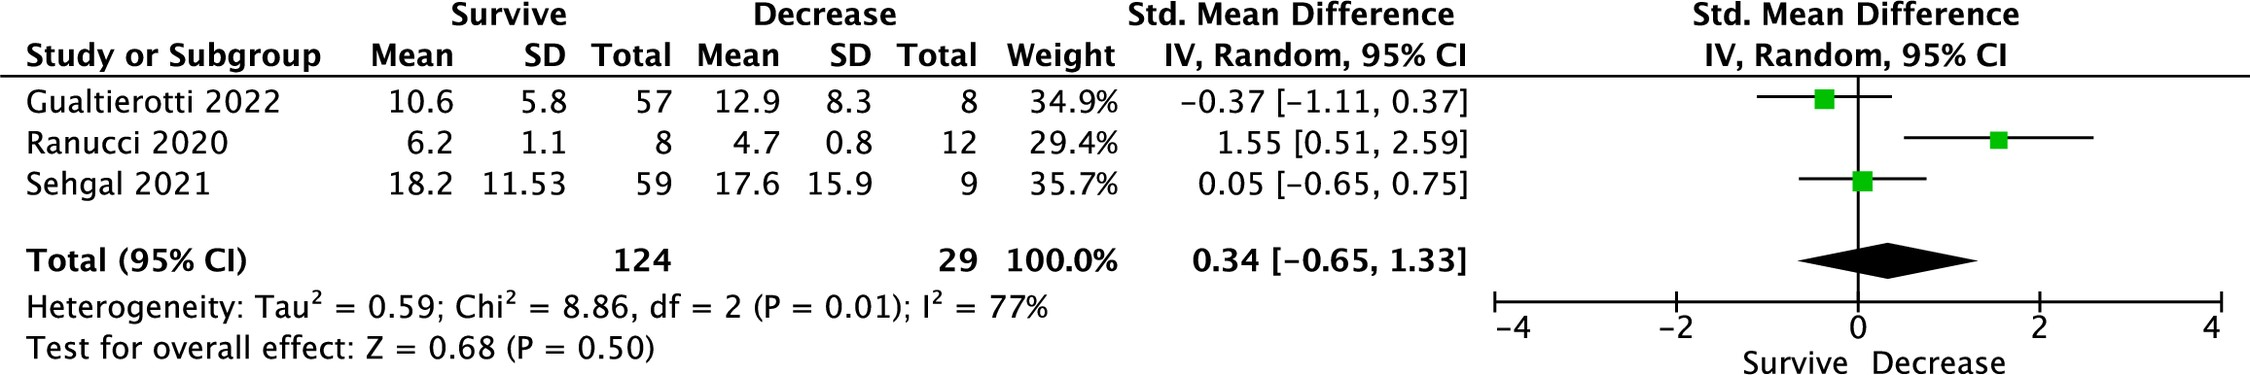 Survive Decrease Std. Mean Difference Std. Mean Difference
Study or Subgroup Mean SD Total Mean SD Total Weight IV, Random, 95% CI IV, Random, 95% CI
Gualtierotti 2022 10.6 5.8 57 12.9 8.3 8 34.9% −0.37 [−1.11, 0.37]
Ranucci 2020 6.2 1.1 8 4.7 0.8 12 29.4% 1.55 [0.51, 2.59]
Sehgal 2021 18.2 11.53 59 17.6 15.9 9 35.7% 0.05 [−0.65, 0.75]
Total (95% CI) 124 29 100.0% 0.34 [−0.65, 1.33]
Heterogeneity: Tau² = 0.59; Chi² = 8.86, df = 2 (P = 0.01); I² = 77%
Test for overall effect: Z = 0.68 (P = 0.50)
−4 −2 0 2 4
Survive Decrease